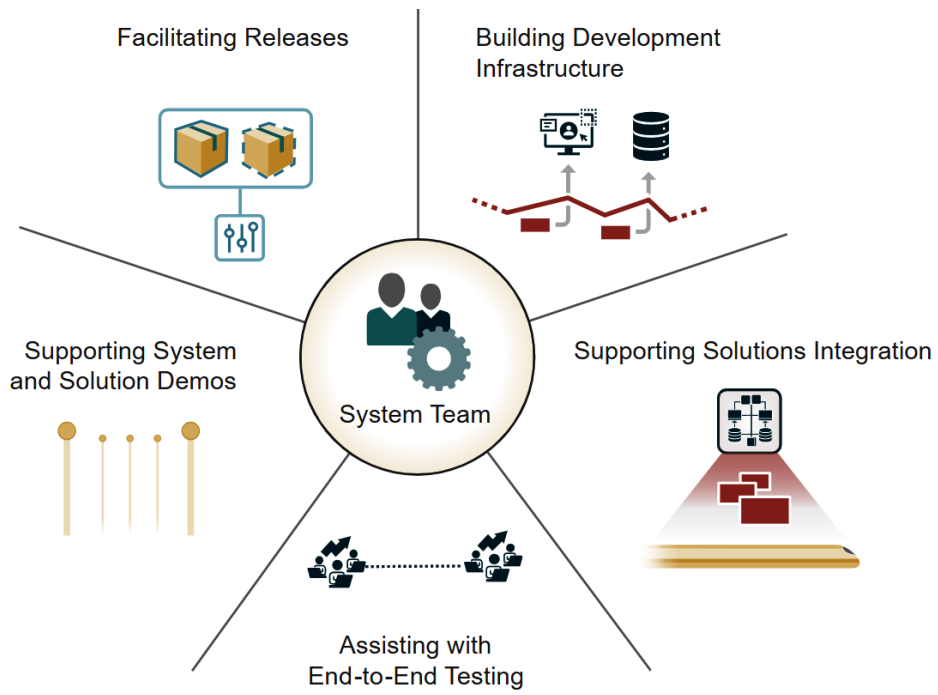 Facilitating Releases
Building Development
Infrastructure
Supporting System
and Solution Demos
System Team
Supporting Solutions Integration
Assisting with
End-to-End Testing